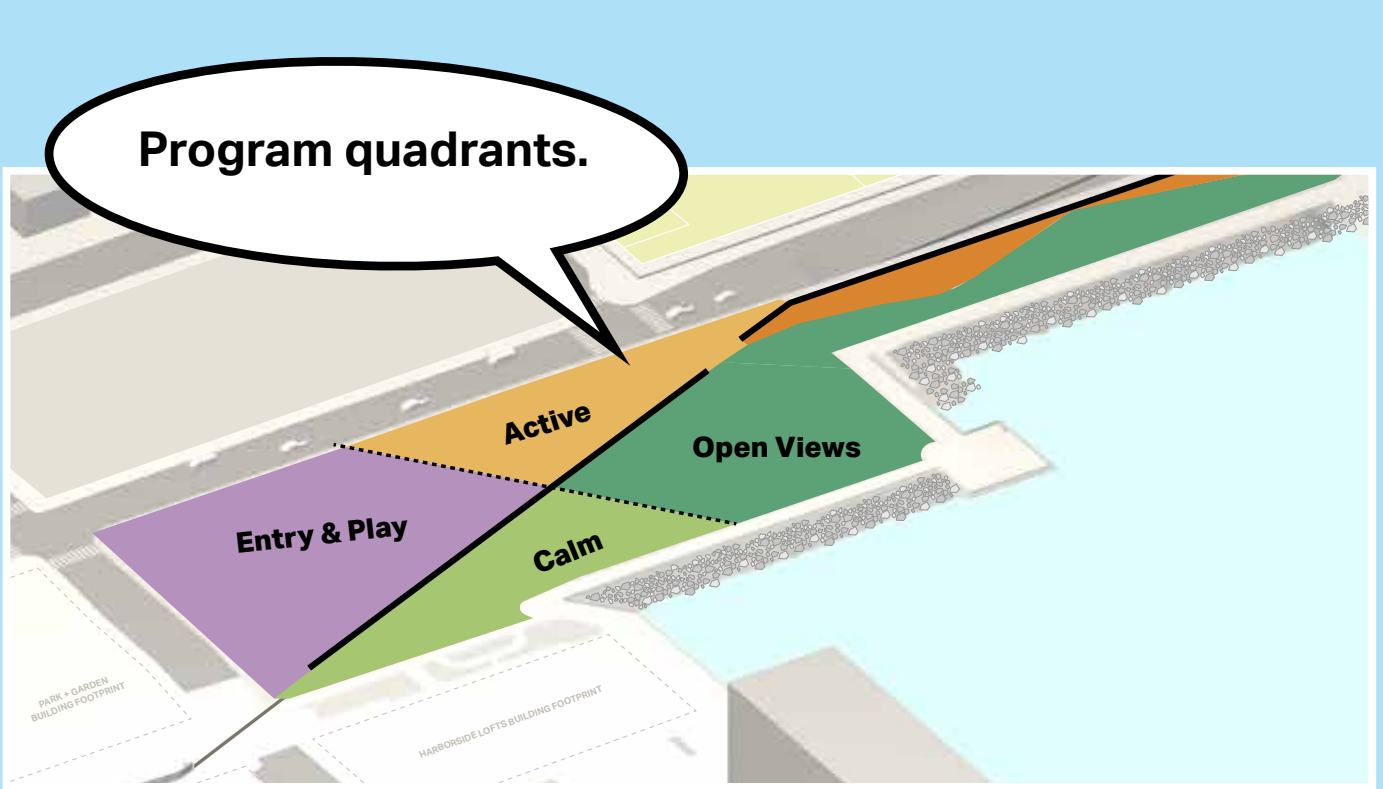 Program quadrants.
Active
Open Views
Entry & Play
Calm
PARK + GARDEN
BUILDING FOOTPRINT
HARBORSIDE LOFTS BUILDING FOOTPRINT